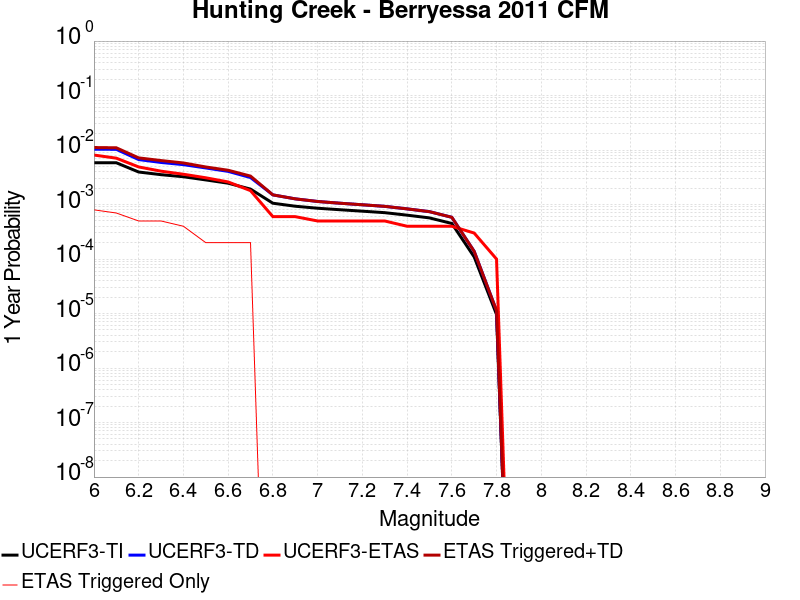 Hunting Creek - Berryessa 2011 CFM
10^0
10^-1
10^-2
10^-3
10^-4
10^-5
10^-6
10^-7
10^-8
1 Year Probability
6 6.2 6.4 6.6 6.8 7 7.2 7.4 7.6 7.8 8 8.2 8.4 8.6 8.8 9
Magnitude
UCERF3-TI UCERF3-TD UCERF3-ETAS ETAS Triggered+TD
ETAS Triggered Only